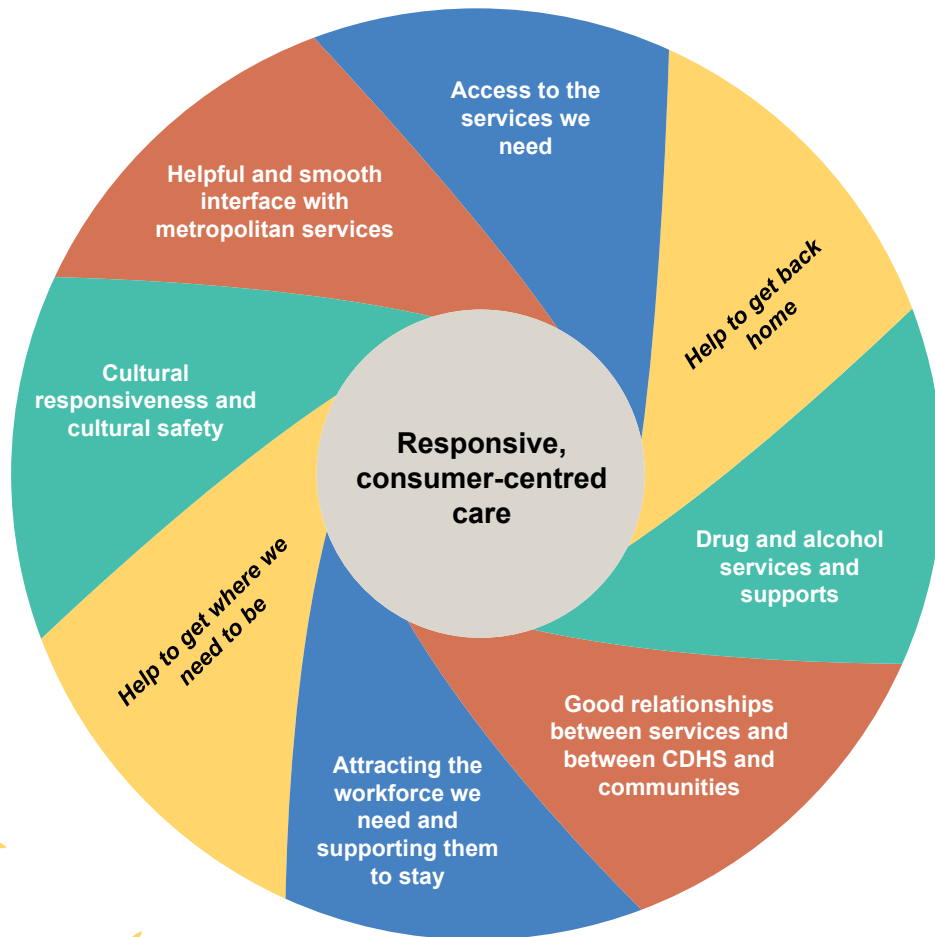 Access to the
services we
need
Help to get back
home
Drug and alcohol
services and
supports
Good relationships
between services and
between CDHS and
communities
Attracting the
workforce we
need and
supporting them
to stay
Help to get where we
need to be
Cultural
responsiveness and
cultural safety
Helpful and smooth
interface with
metropolitan services
Responsive,
consumer-centred
care